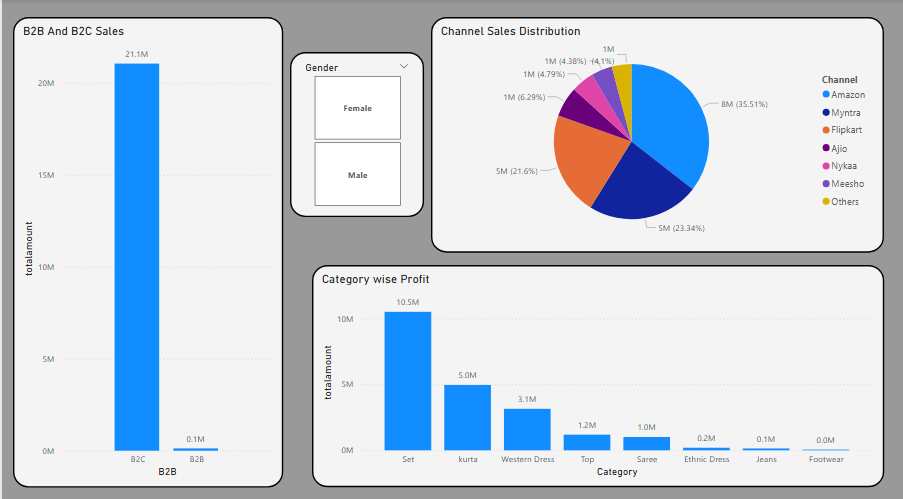 B2B And B2C Sales
21.1M
20M
15M
10M
5M
0M
0.1M
B2C
B2B
totalamount
B2B
Gender
Female
Male
Channel Sales Distribution
1M
1M (4.38%)
(4.1%)
1M (4.79%)
1M (6.29%)
5M (21.6%)
8M (35.51%)
5M (23.34%)
Channel
Amazon
Myntra
Flipkart
Ajio
Nykaa
Meesho
Others
Category wise Profit
10.5M
10M
5M
0M
5.0M
3.1M
1.2M
1.0M
0.2M
0.1M
0.0M
totalamount
Set
kurta
Western Dress
Top
Saree
Ethnic Dress
Jeans
Footwear
Category